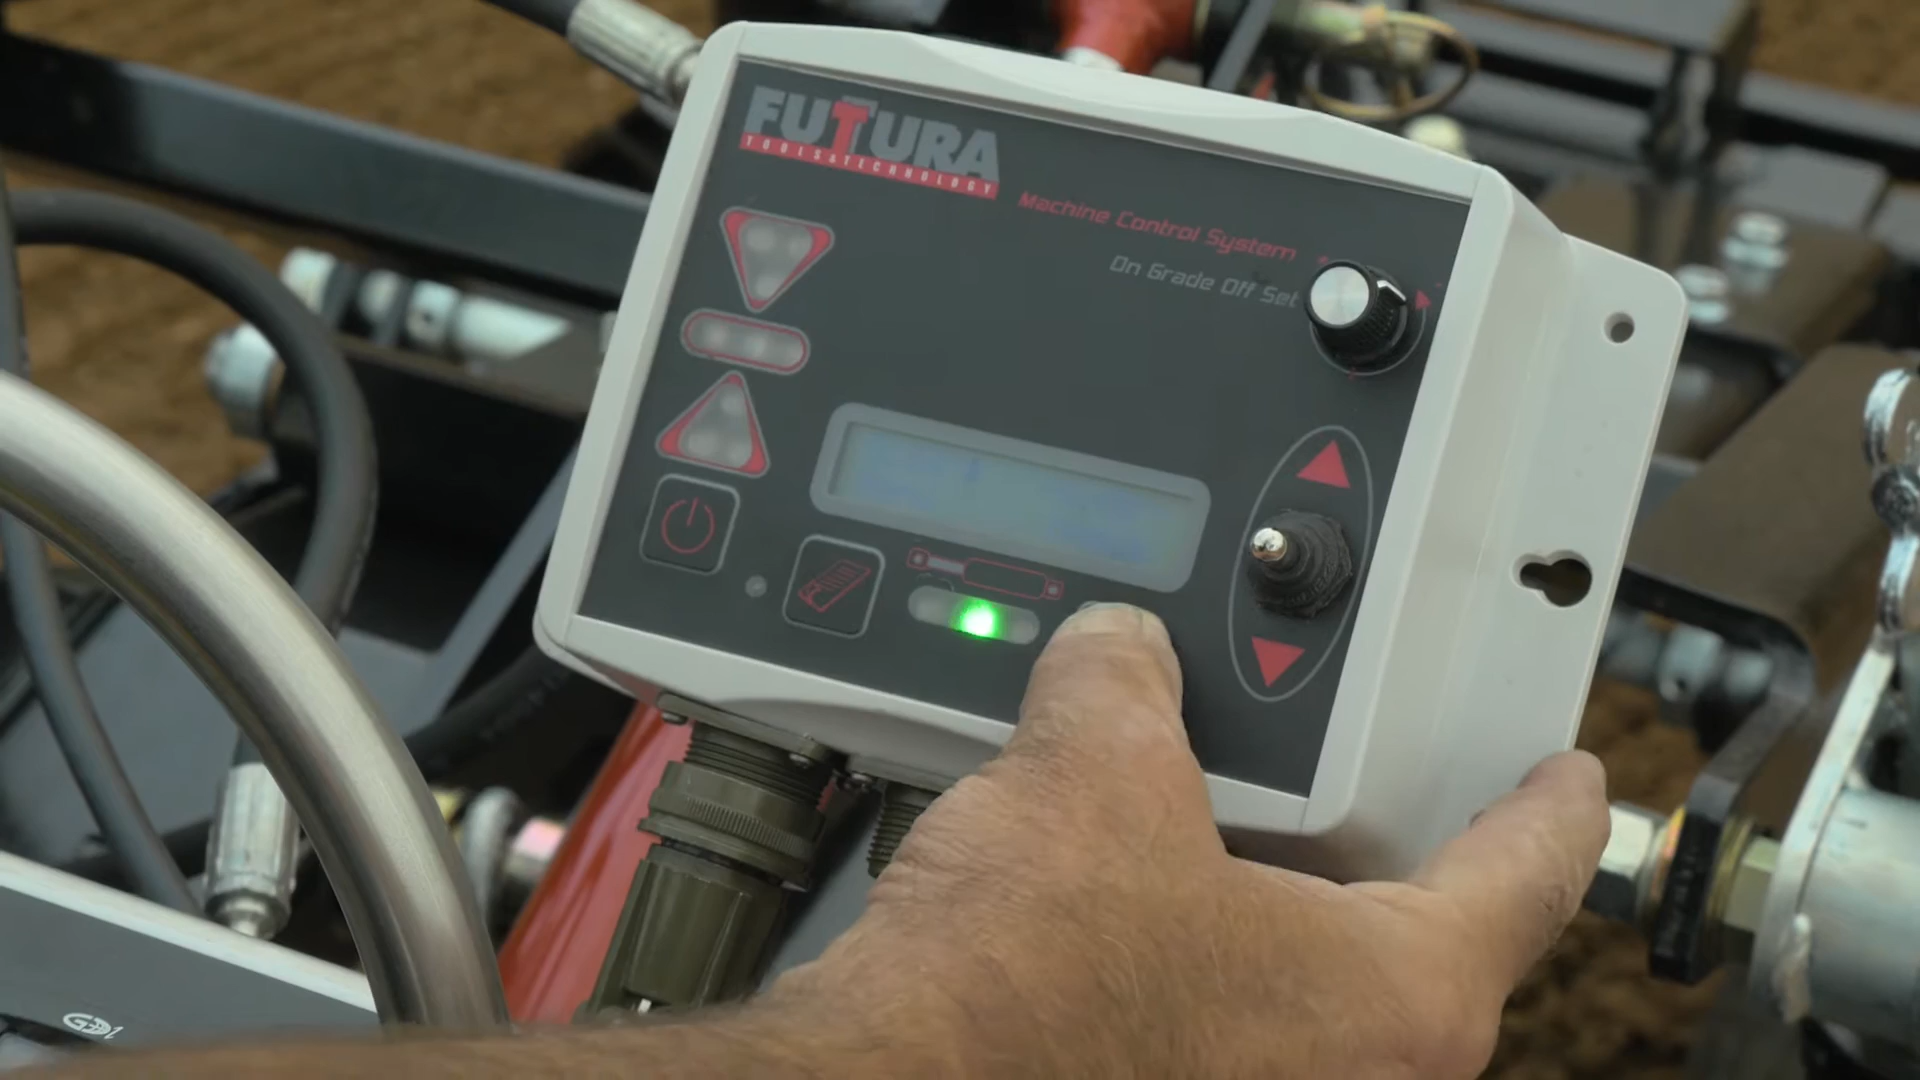 FUTURA
TOOLS&TECHNOLOGY
Machine Control System
On Grade Off Set